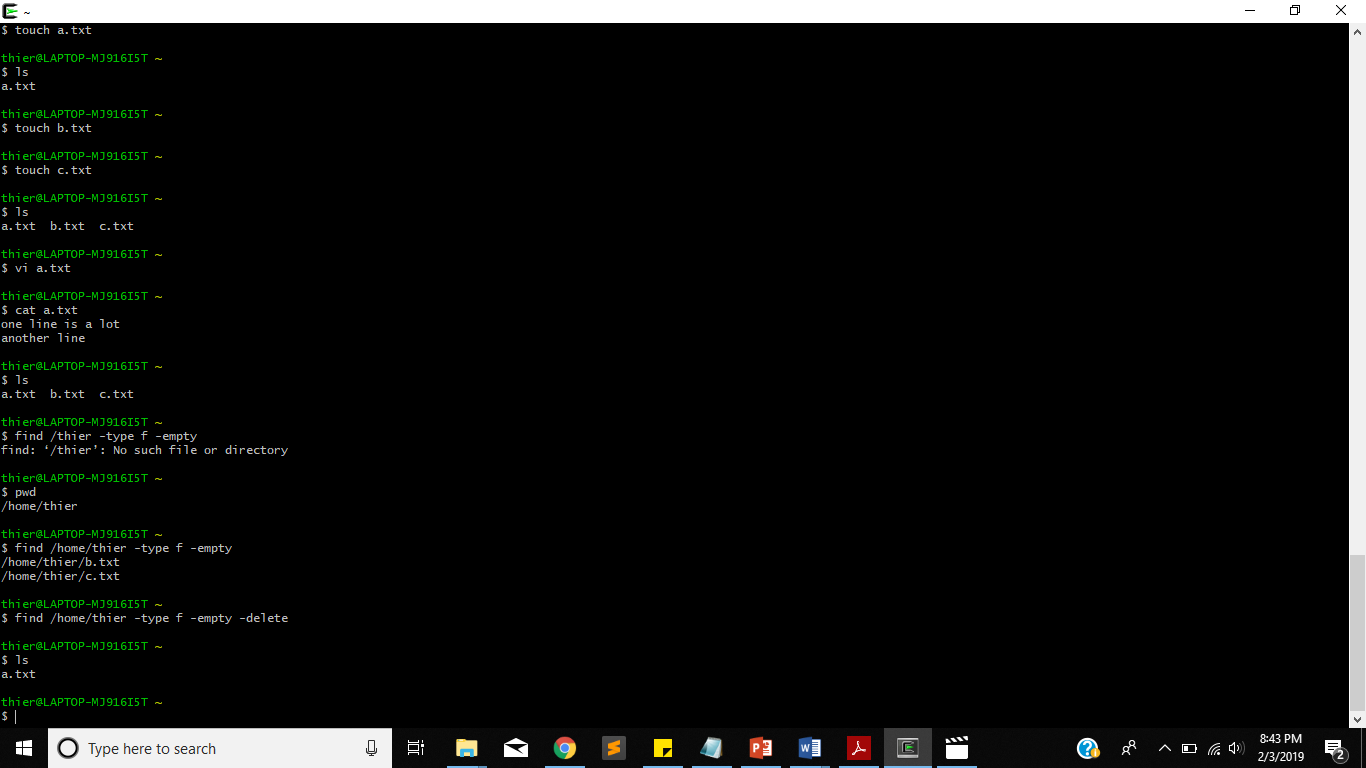 ~
$ touch a.txt
thier@LAPTOP-MJ916I5T ~
$ ls
a.txt
thier@LAPTOP-MJ916I5T ~
$ touch b.txt
thier@LAPTOP-MJ916I5T ~
$ touch c.txt
thier@LAPTOP-MJ916I5T ~
$ ls
a.txt  b.txt  c.txt
thier@LAPTOP-MJ916I5T ~
$ vi a.txt
thier@LAPTOP-MJ916I5T ~
$ cat a.txt
one line is a lot
another line
thier@LAPTOP-MJ916I5T ~
$ ls
a.txt  b.txt  c.txt
thier@LAPTOP-MJ916I5T ~
$ find /thier -type f -empty
find: ‘/thier’: No such file or directory
thier@LAPTOP-MJ916I5T ~
$ pwd
/home/thier
thier@LAPTOP-MJ916I5T ~
$ find /home/thier -type f -empty
/home/thier/b.txt
/home/thier/c.txt
thier@LAPTOP-MJ916I5T ~
$ find /home/thier -type f -empty -delete
thier@LAPTOP-MJ916I5T ~
$ ls
a.txt
thier@LAPTOP-MJ916I5T ~
$
Type here to search
8:43 PM
2/3/2019
2